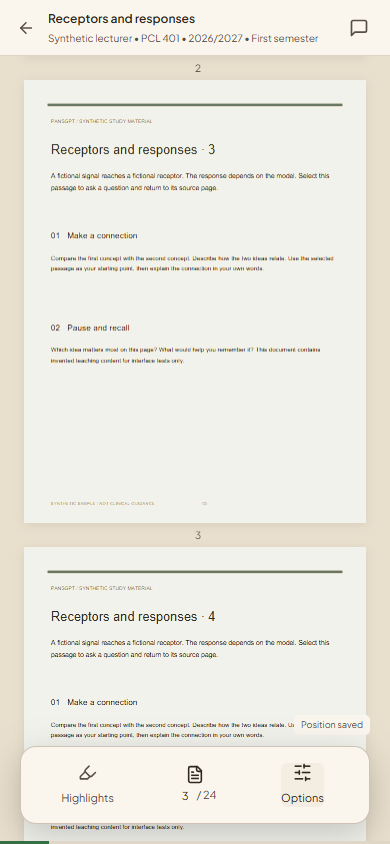 Receptors and responses
Synthetic lecturer • PCL 401 • 2026/2027 • First semester
2
PANSGPT / SYNTHETIC STUDY MATERIAL
Receptors and responses · 3
A fictional signal reaches a fictional receptor. The response depends on the model. Select this
passage to ask a question and return to its source page.
01 Make a connection
Compare the first concept with the second concept. Describe how the two ideas relate. Use the selected
passage as your starting point, then explain the connection in your own words.
02 Pause and recall
Which idea matters most on this page? What would help you remember it? This document contains
invented teaching content for interface tests only.
SYNTHETIC SAMPLE / NOT CLINICAL GUIDANCE
3
PANSGPT / SYNTHETIC STUDY MATERIAL
Receptors and responses · 4
A fictional signal reaches a fictional receptor. The response depends on the model. Select this
passage to ask a question and return to its source page.
01 Make a connection
Compare the first concept with the second concept. Describe how the two ideas relate.
Position saved
passage as your starting point, then explain the connection in your own words.
Highlights
3 / 24
Options
invented teaching content for interface tests only.